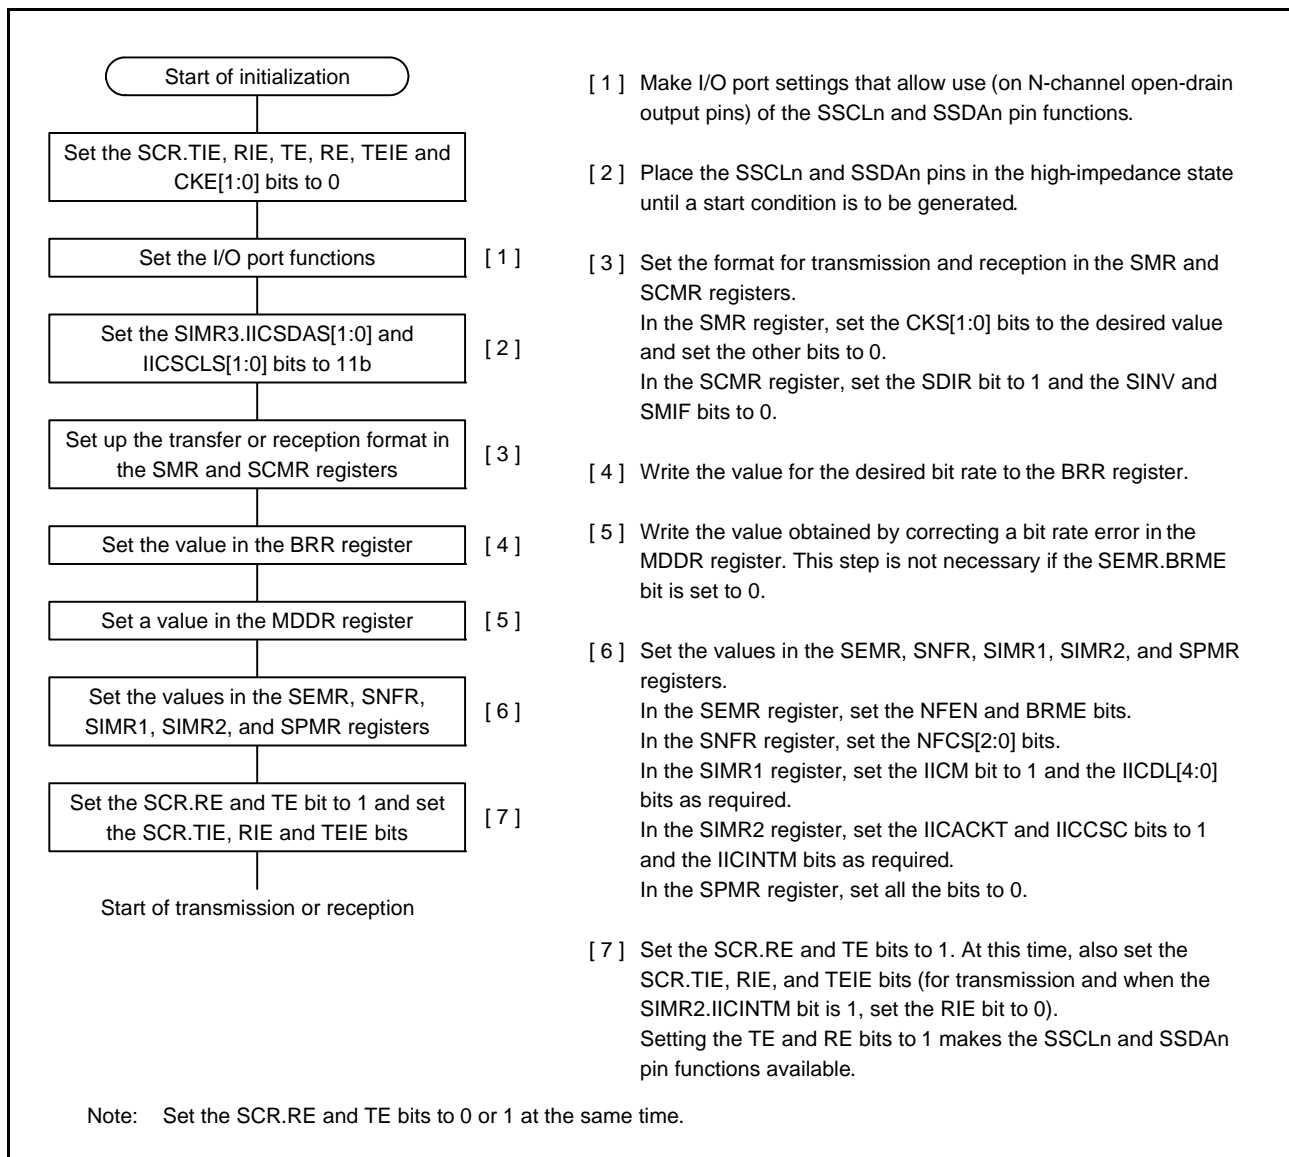 Start of initialization
Set the SCR.TIE, RIE, TE, RE, TEIE and
CKE[1:0] bits to 0
Set the I/O port functions
[ 1 ]
Set the SIMR3.IICSDAS[1:0] and
IICSCLS[1:0] bits to 11b
[ 2 ]
Set up the transfer or reception format in
the SMR and SCMR registers
[ 3 ]
Set the value in the BRR register
[ 4 ]
Set a value in the MDDR register
[ 5 ]
Set the values in the SEMR, SNFR,
SIMR1, SIMR2, and SPMR registers
[ 6 ]
Set the SCR.RE and TE bit to 1 and set
the SCR.TIE, RIE and TEIE bits
[ 7 ]
Start of transmission or reception
[ 1 ] Make I/O port settings that allow use (on N-channel open-drain
output pins) of the SSCLn and SSDAn pin functions.
[ 2 ] Place the SSCLn and SSDAn pins in the high-impedance state
until a start condition is to be generated.
[ 3 ] Set the format for transmission and reception in the SMR and
SCMR registers.
In the SMR register, set the CKS[1:0] bits to the desired value
and set the other bits to 0.
In the SCMR register, set the SDIR bit to 1 and the SINV and
SMIF bits to 0.
[ 4 ] Write the value for the desired bit rate to the BRR register.
[ 5 ] Write the value obtained by correcting a bit rate error in the
MDDR register. This step is not necessary if the SEMR.BRME
bit is set to 0.
[ 6 ] Set the values in the SEMR, SNFR, SIMR1, SIMR2, and SPMR
registers.
In the SEMR register, set the NFEN and BRME bits.
In the SNFR register, set the NFCS[2:0] bits.
In the SIMR1 register, set the IICM bit to 1 and the IICDL[4:0]
bits as required.
In the SIMR2 register, set the IICACKT and IICCSC bits to 1
and the IICINTM bits as required.
In the SPMR register, set all the bits to 0.
[ 7 ] Set the SCR.RE and TE bits to 1. At this time, also set the
SCR.TIE, RIE, and TEIE bits (for transmission and when the
SIMR2.IICINTM bit is 1, set the RIE bit to 0).
Setting the TE and RE bits to 1 makes the SSCLn and SSDAn
pin functions available.
Note: Set the SCR.RE and TE bits to 0 or 1 at the same time.